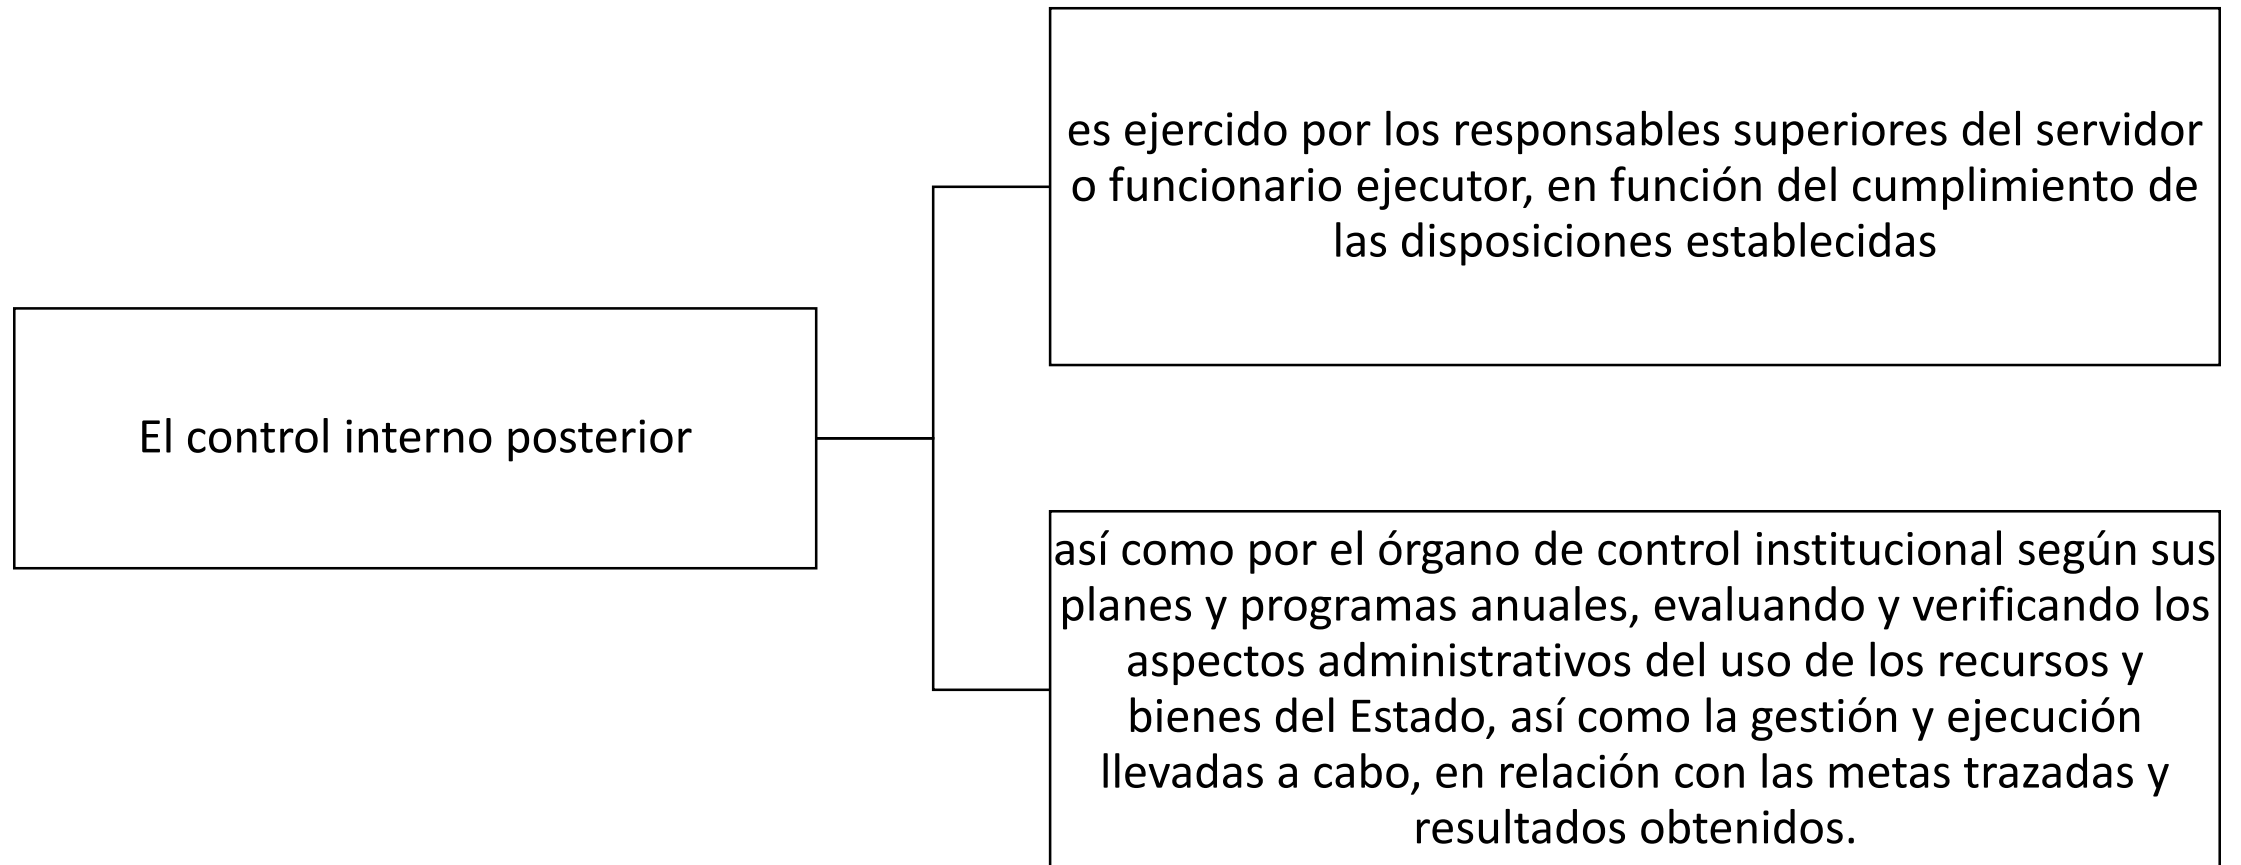 El control interno posterior
es ejercido por los responsables superiores del servidor
o funcionario ejecutor, en función del cumplimiento de
las disposiciones establecidas
así como por el órgano de control institucional según sus
planes y programas anuales, evaluando y verificando los
aspectos administrativos del uso de los recursos y
bienes del Estado, así como la gestión y ejecución
llevadas a cabo, en relación con las metas trazadas y
resultados obtenidos.